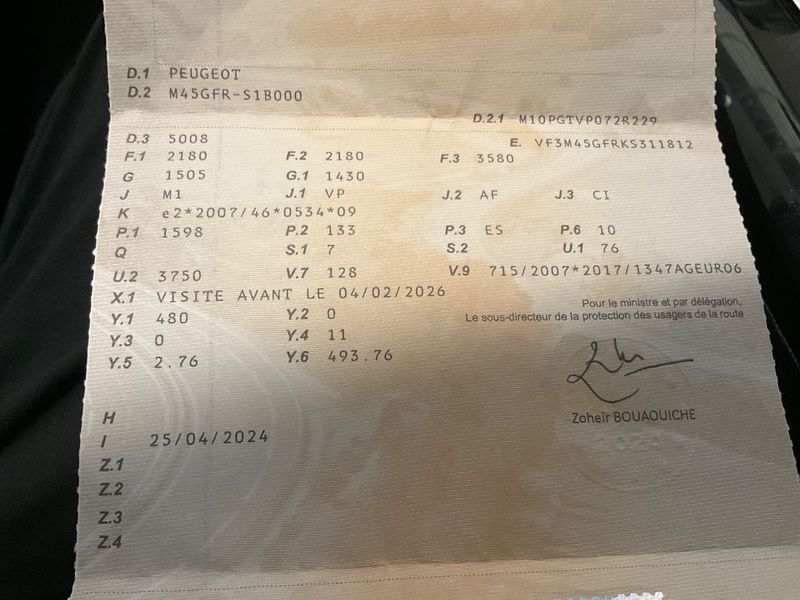 D.1 PEUGEOT
D.2 M45GFR-S1B000
D.2.1 M10PGTVP072R229
D.3 5008
E. VF3M45GFRKS311812
F.1 2180 F.2 2180 F.3 3580
G 1505 G.1 1430
J M1 J.1 VP J.2 AF J.3 CI
K e2*2007/46*0534*09
P.1 1598 P.2 133 P.3 ES P.6 10
Q S.1 7 S.2 U.1 76
U.2 3750 V.7 128 V.9 715/2007*2017/1347AGEURO6
X.1 VISITE AVANT LE 04/02/2026
Pour le ministre et par délégation,
Le sous-directeur de la protection des usagers de la route
Y.1 480 Y.2 0
Y.3 0 Y.4 11
Y.5 2.76 Y.6 493.76
Zoheir BOUAOUICHE
H
I 25/04/2024
Z.1
Z.2
Z.3
Z.4